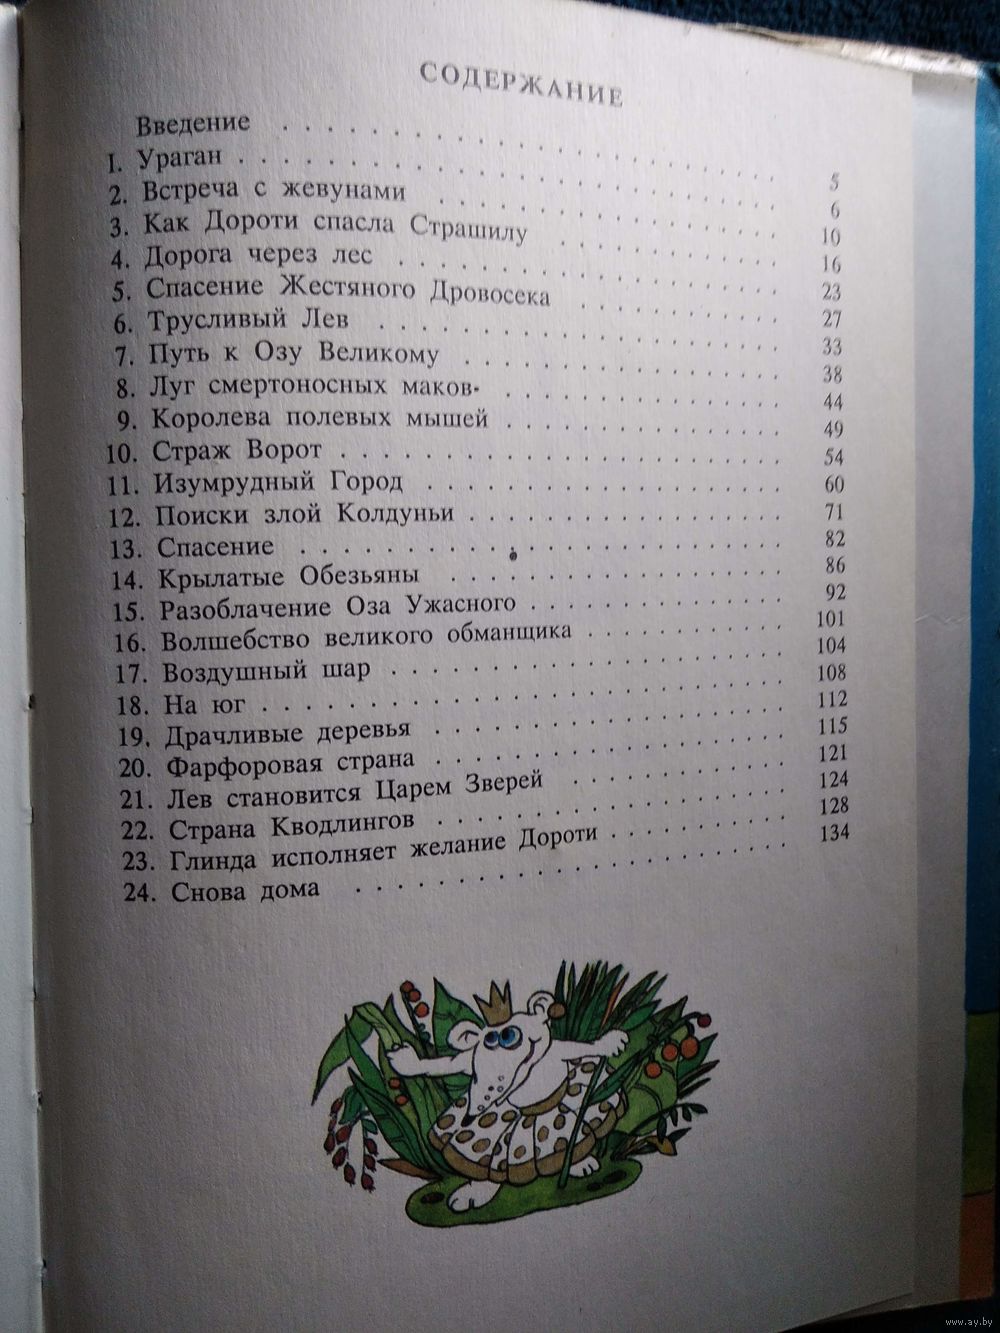 СОДЕРЖАНИЕ
Введение . . . . . . . . . . 5
1. Ураган . . . . . . . . . . 6
2. Встреча с жевунами . . . . . . . . . . 10
3. Как Дороти спасла Страшилу . . . . . . . . . . 16
4. Дорога через лес . . . . . . . . . . 23
5. Спасение Жестяного Дровосека . . . . . . . . . . 27
6. Трусливый Лев . . . . . . . . . . 33
7. Путь к Озу Великому . . . . . . . . . . 38
8. Луг смертоносных маков . . . . . . . . . . 44
9. Королева полевых мышей . . . . . . . . . . 49
10. Страж Ворот . . . . . . . . . . 54
11. Изумрудный Город . . . . . . . . . . 60
12. Поиски злой Колдуньи . . . . . . . . . . 71
13. Спасение . . . . . . . . . . 82
14. Крылатые Обезьяны . . . . . . . . . . 86
15. Разоблачение Оза Ужасного . . . . . . . . . . 92
16. Волшебство великого обманщика . . . . . . . . . . 101
17. Воздушный шар . . . . . . . . . . 104
18. На юг . . . . . . . . . . 108
19. Драчливые деревья . . . . . . . . . . 112
20. Фарфоровая страна . . . . . . . . . . 115
21. Лев становится Царем Зверей . . . . . . . . . . 121
22. Страна Кводлингов . . . . . . . . . . 124
23. Глинда исполняет желание Дороти . . . . . . . . . . 128
24. Снова дома . . . . . . . . . . 134
www.ay.by